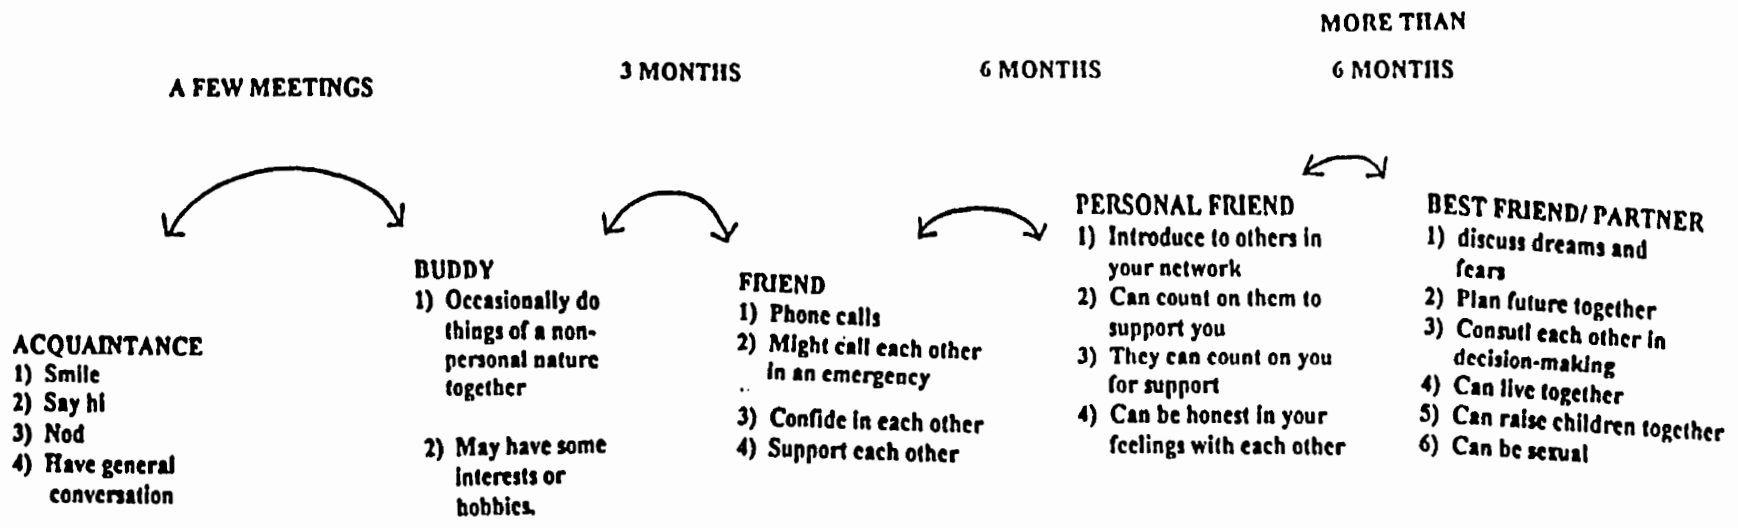 MORE THAN
A FEW MEETINGS
3 MONTHS
6 MONTHS
6 MONTHS
ACQUAINTANCE
1) Smile
2) Say hi
3) Nod
4) Have general
conversation
BUDDY
1) Occasionally do
things of a non-
personal nature
together
2) May have some
interests or
hobbies.
FRIEND
1) Phone calls
2) Might call each other
in an emergency
3) Confide in each other
4) Support each other
PERSONAL FRIEND
1) Introduce to others in
your network
2) Can count on them to
support you
3) They can count on you
for support
4) Can be honest in your
feelings with each other
BEST FRIEND/ PARTNER
1) discuss dreams and
fears
2) Plan future together
3) Consutl each other in
decision-making
4) Can live together
5) Can raise children together
6) Can be sexual